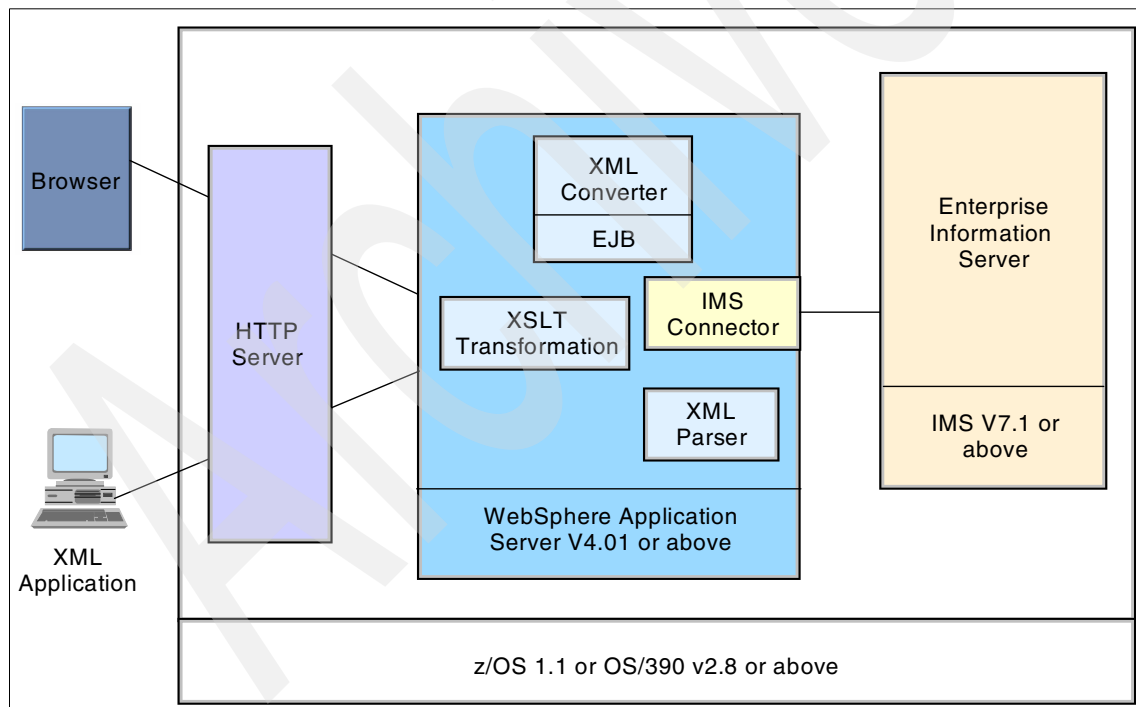 Browser
XML
Application
HTTP
Server
XML
Converter
EJB
XSLT
Transformation
IMS
Connector
XML
Parser
WebSphere Application
Server V4.01 or above
Enterprise
Information
Server
IMS V7.1 or
above
z/OS 1.1 or OS/390 v2.8 or above